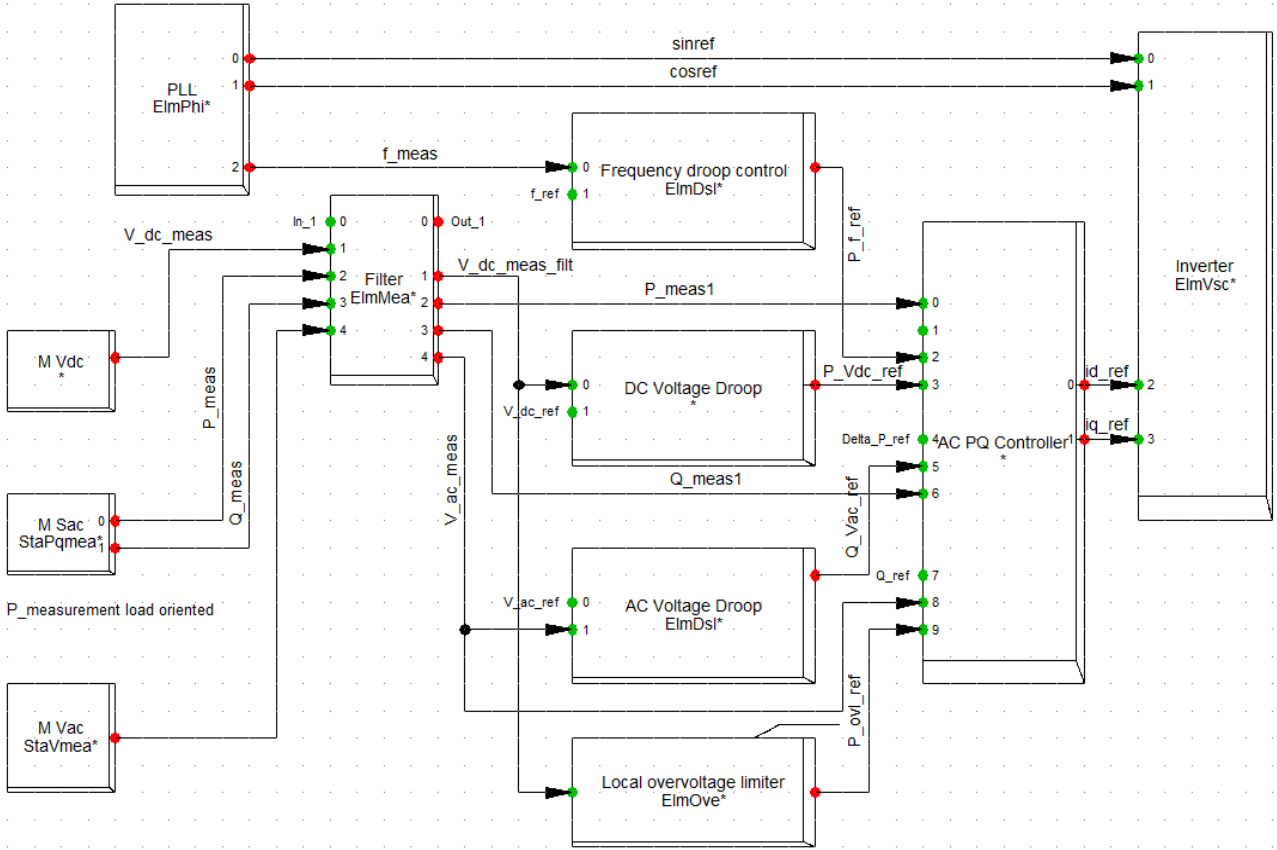 sinref
0
0
cosref
1
1
PLL
ElmPhi*
2
f_meas
0
Frequency droop control
ElmDsl*
f_ref
1
P_f_ref
In_1
0
0
Out_1
V_dc_meas
1
V_dc_meas_filt
2
1
Filter
ElmMea*
3
2
4
3
4
P_meas1
0
1
2
Inverter
ElmVsc*
M Vdc
*
P_meas
0
DC Voltage Droop
*
V_dc_ref
1
P_Vdc_ref
3
0
id_ref
2
Delta_P_ref
4
AC PQ Controller
*
1
iq_ref
3
5
6
Q_meas1
Q_meas
V_ac_meas
Q_Vac_ref
M Sac
StaPqmea*
0
1
P_measurement load oriented
V_ac_ref
0
AC Voltage Droop
ElmDsl*
1
Q_ref
7
8
9
M Vac
StaVmea*
P_ovl_ref
Local overvoltage limiter
ElmOve*